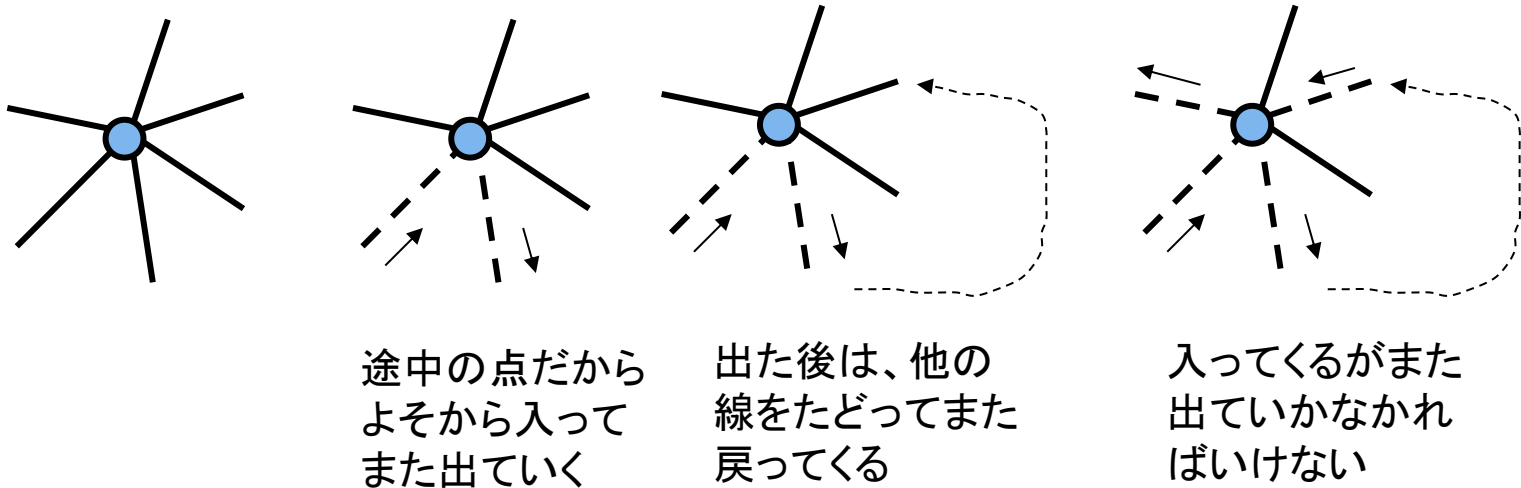 途中の点だから
よそから入って
また出ていく
出た後は、他の
線をたどってまた
戻ってくる
入ってくるがまた
出ていかなかれ
ばいけない